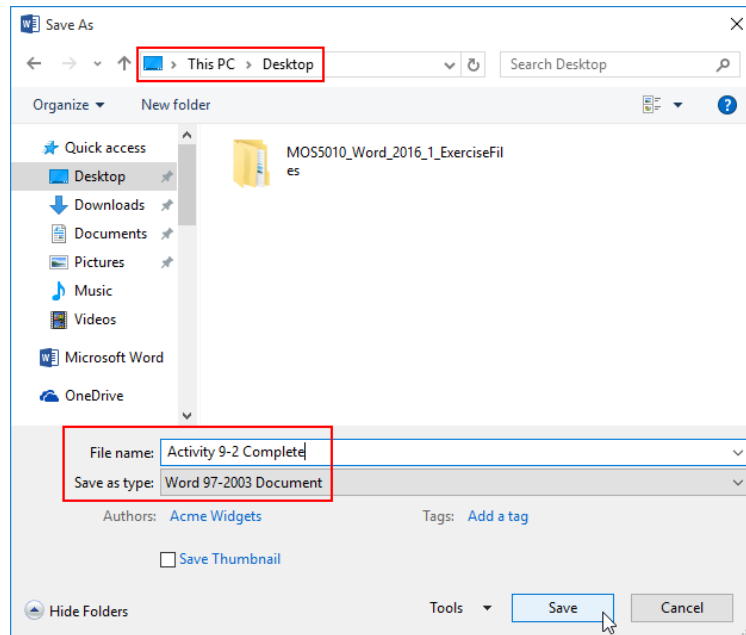 Save As
This PC > Desktop
Search Desktop
Organize
New folder
Quick access
Desktop
Downloads
Documents
Pictures
Music
Videos
Microsoft Word
OneDrive
MOS5010_Word_2016_1_ExerciseFil
es
File name: Activity 9-2 Complete
Save as type: Word 97-2003 Document
Authors: Acme Widgets
Tags: Add a tag
Save Thumbnail
Hide Folders
Tools
Save
Cancel